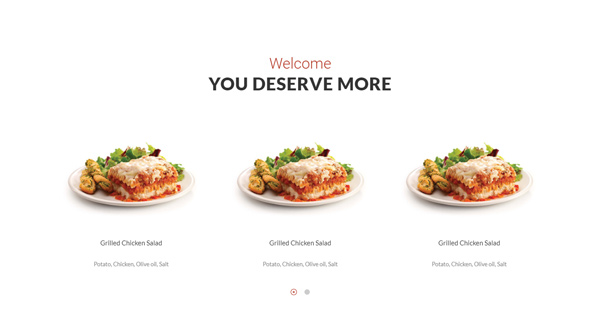 Welcome
YOU DESERVE MORE
Grilled Chicken Salad
Grilled Chicken Salad
Grilled Chicken Salad
Potato, Chicken, Olive oil, Salt
Potato, Chicken, Olive oil, Salt
Potato, Chicken, Olive oil, Salt